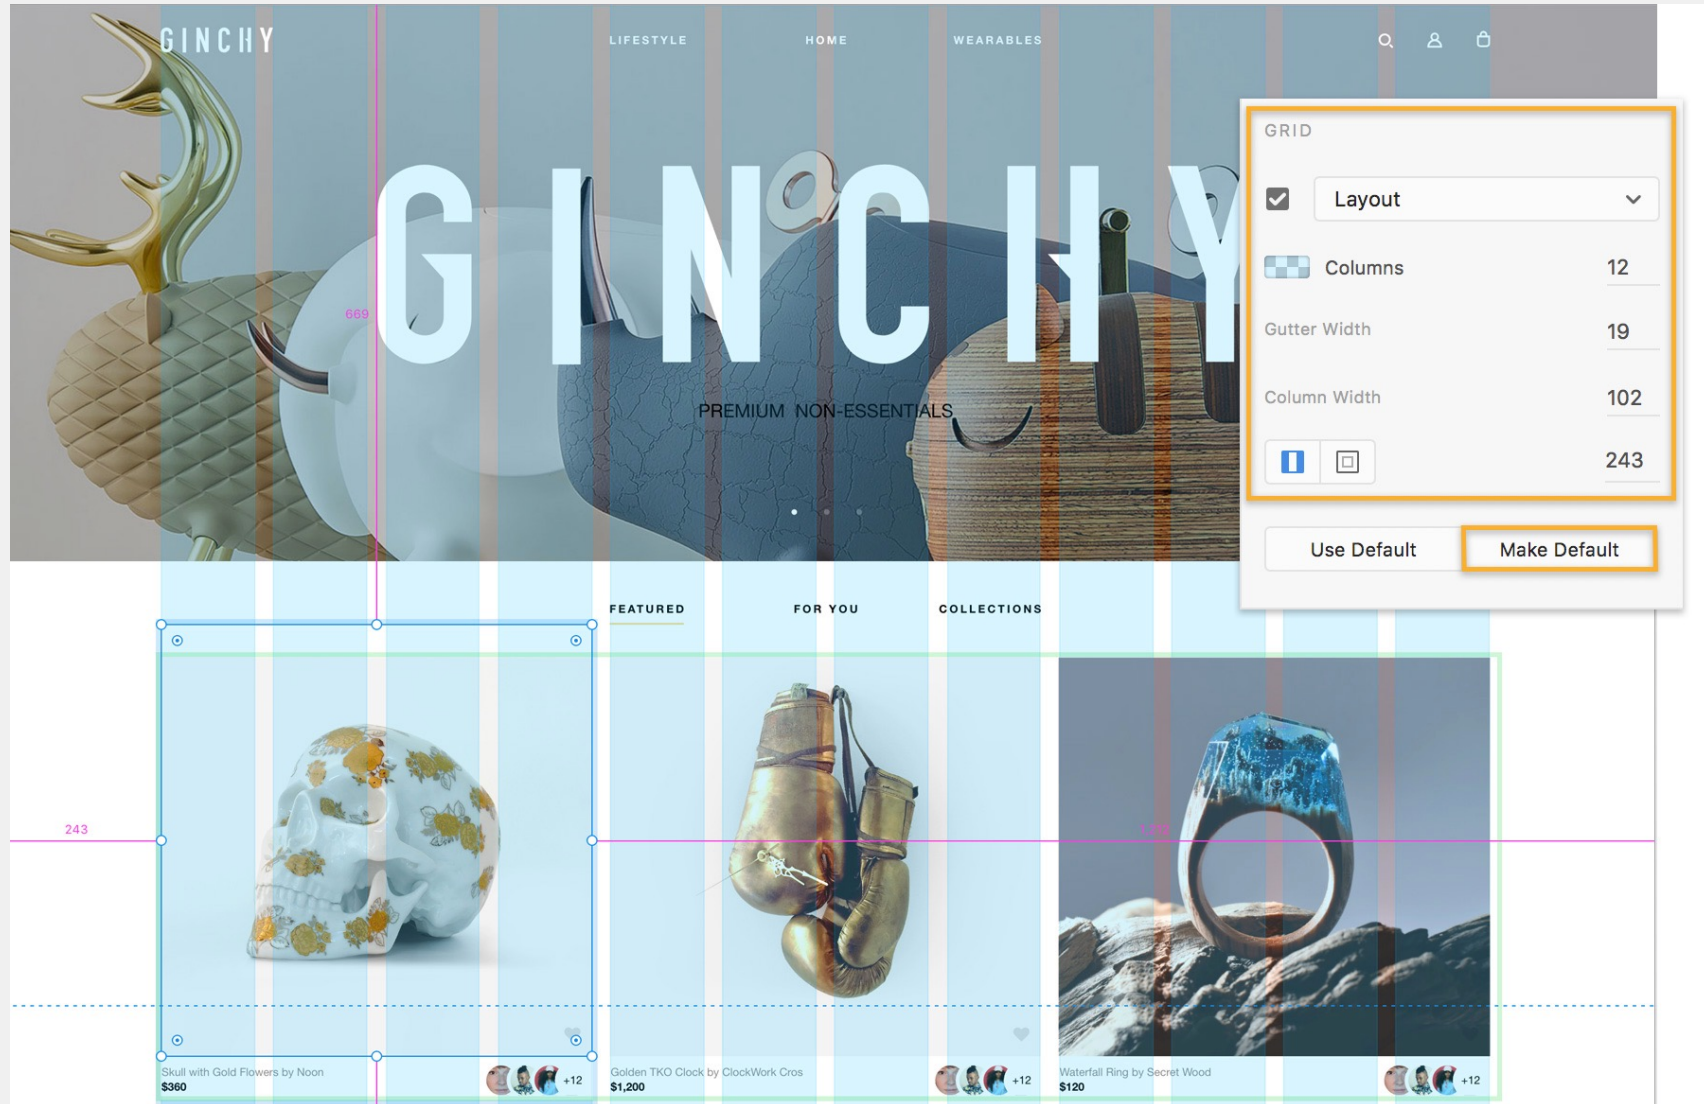 GINCHY
LIFESTYLE
HOME
WEARABLES
GINCHY
669
PREMIUM NON-ESSENTIALS
GRID
Layout
Columns
12
Gutter Width
19
Column Width
102
243
Use Default
Make Default
FEATURED
FOR YOU
COLLECTIONS
243
Skull with Gold Flowers by Noon
$360
+12
Golden TKO Clock by ClockWork Cros
$1,200
+12
Waterfall Ring by Secret Wood
$120
+12